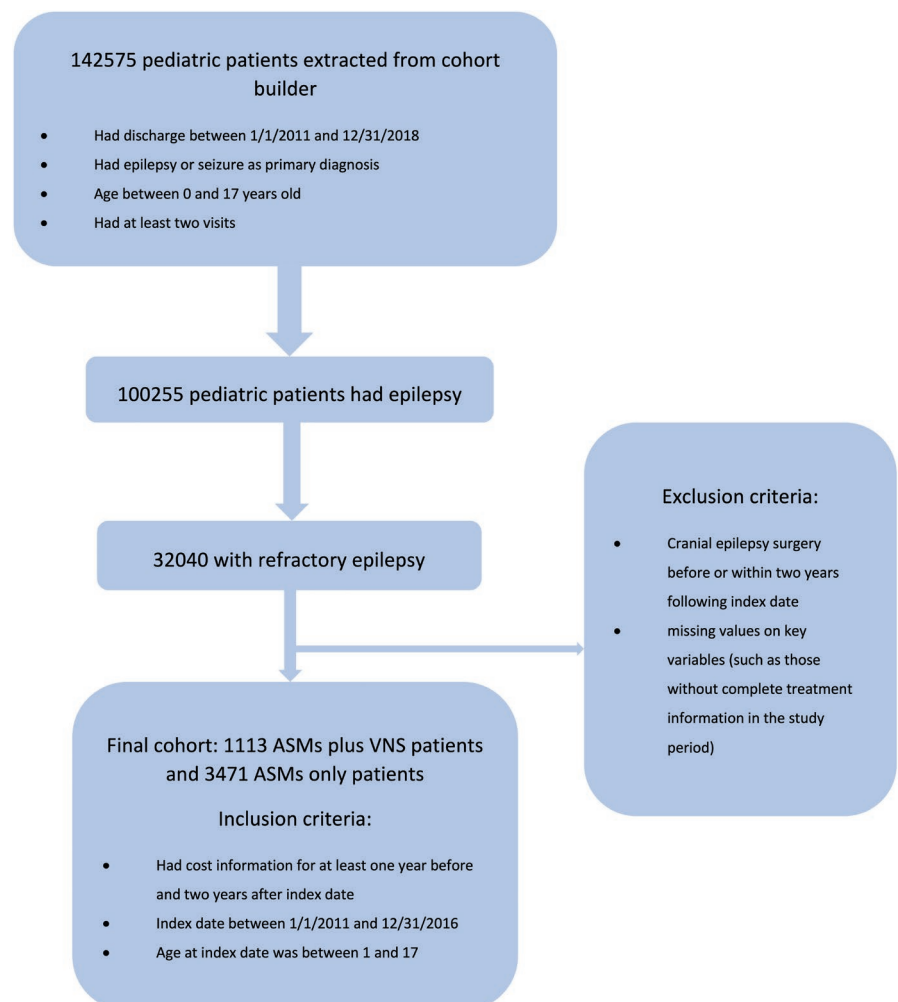 142575 pediatric patients extracted from cohort
builder
• Had discharge between 1/1/2011 and 12/31/2018
• Had epilepsy or seizure as primary diagnosis
• Age between 0 and 17 years old
• Had at least two visits
100255 pediatric patients had epilepsy
32040 with refractory epilepsy
Exclusion criteria:
• Cranial epilepsy surgery
before or within two years
following index date
• missing values on key
variables (such as those
without complete treatment
information in the study
period)
Final cohort: 1113 ASMs plus VNS patients
and 3471 ASMs only patients
Inclusion criteria:
• Had cost information for at least one year before
and two years after index date
• Index date between 1/1/2011 and 12/31/2016
• Age at index date was between 1 and 17